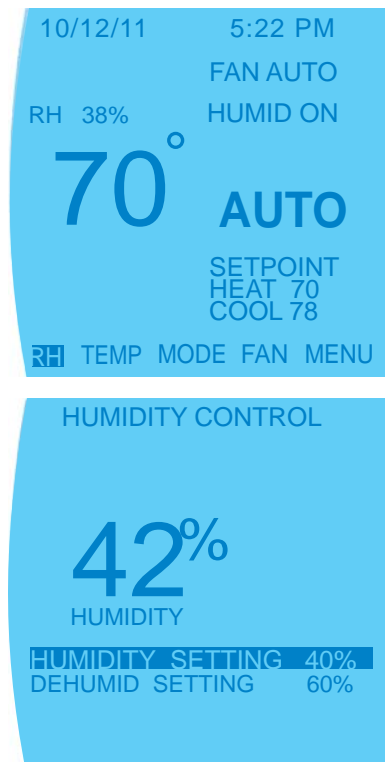 10/12/11 5:22 PM
FAN AUTO
RH 38% HUMID ON
70°
AUTO
SETPOINT
HEAT 70
COOL 78
RH TEMP MODE FAN MENU
HUMIDITY CONTROL
42%
HUMIDITY
HUMIDITY SETTING 40%
DEHUMID SETTING 60%